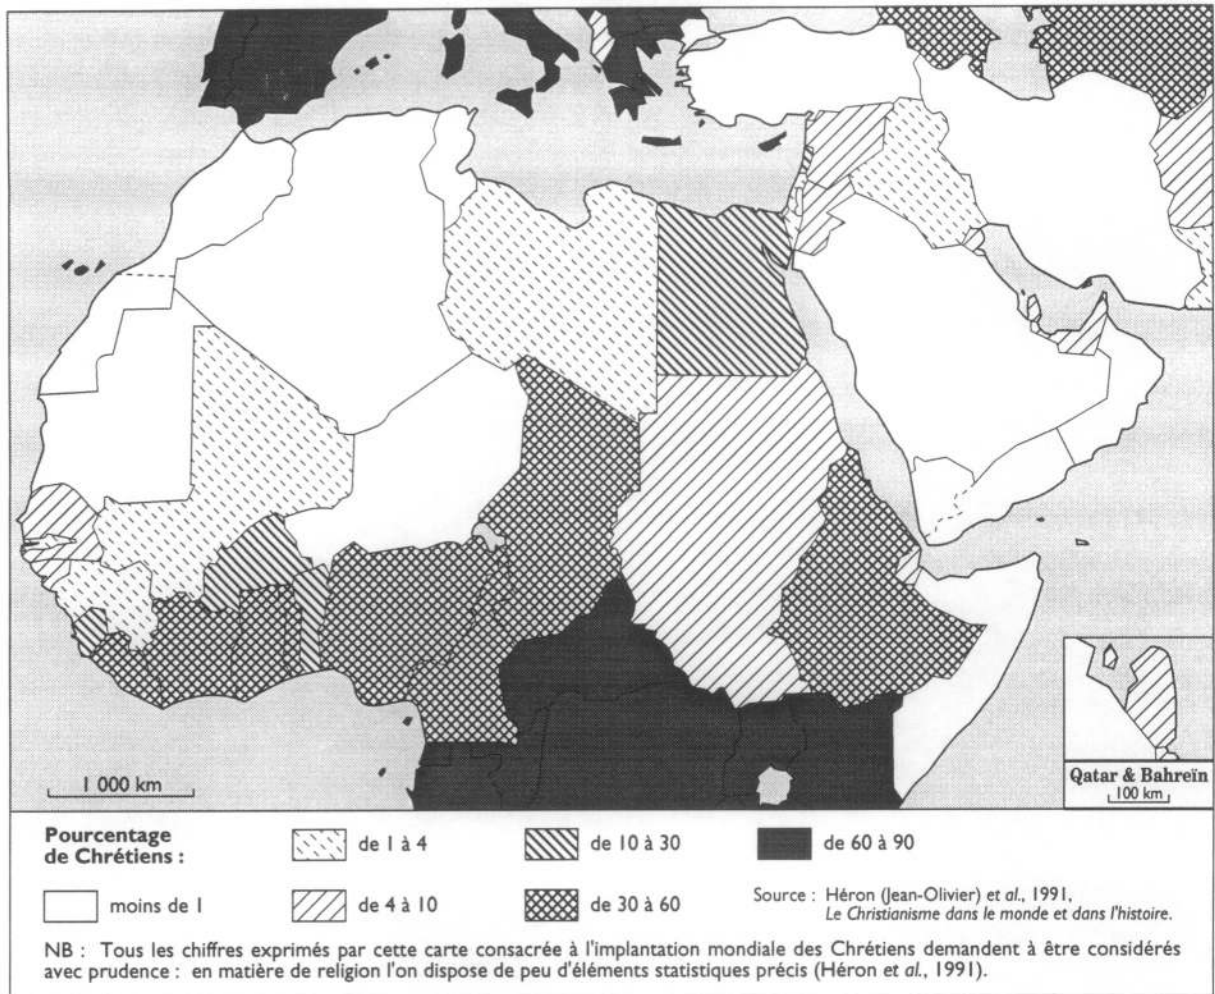 1 000 km
Qatar & Bahreïn
100 km
Pourcentage
de Chrétiens :
moins de 1
de 1 à 4
de 4 à 10
de 10 à 30
de 30 à 60
de 60 à 90
Source : Héron (Jean-Olivier) et al., 1991,
Le Christianisme dans le monde et dans l'histoire.
NB : Tous les chiffres exprimés par cette carte consacrée à l'implantation mondiale des Chrétiens demandent à être considérés
avec prudence : en matière de religion l'on dispose de peu d'éléments statistiques précis (Héron et al., 1991).